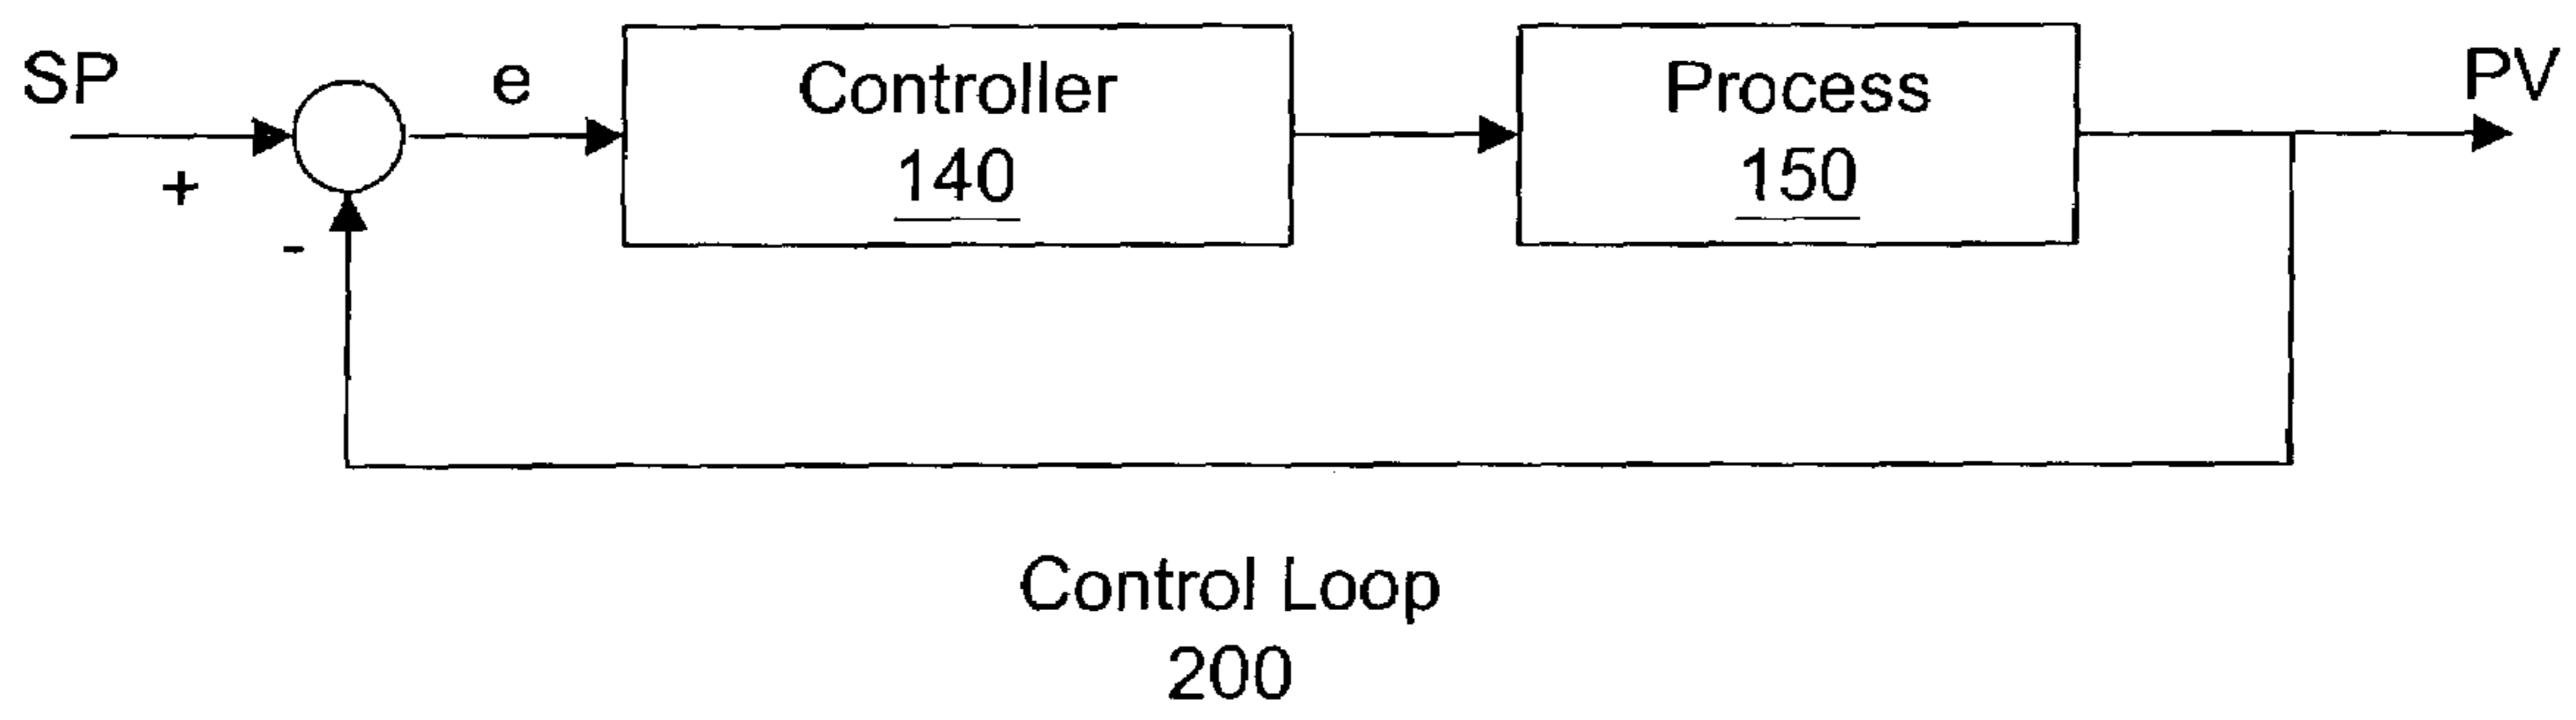 SP
+
-
e
Controller
140
Process
150
PV
Control Loop
200